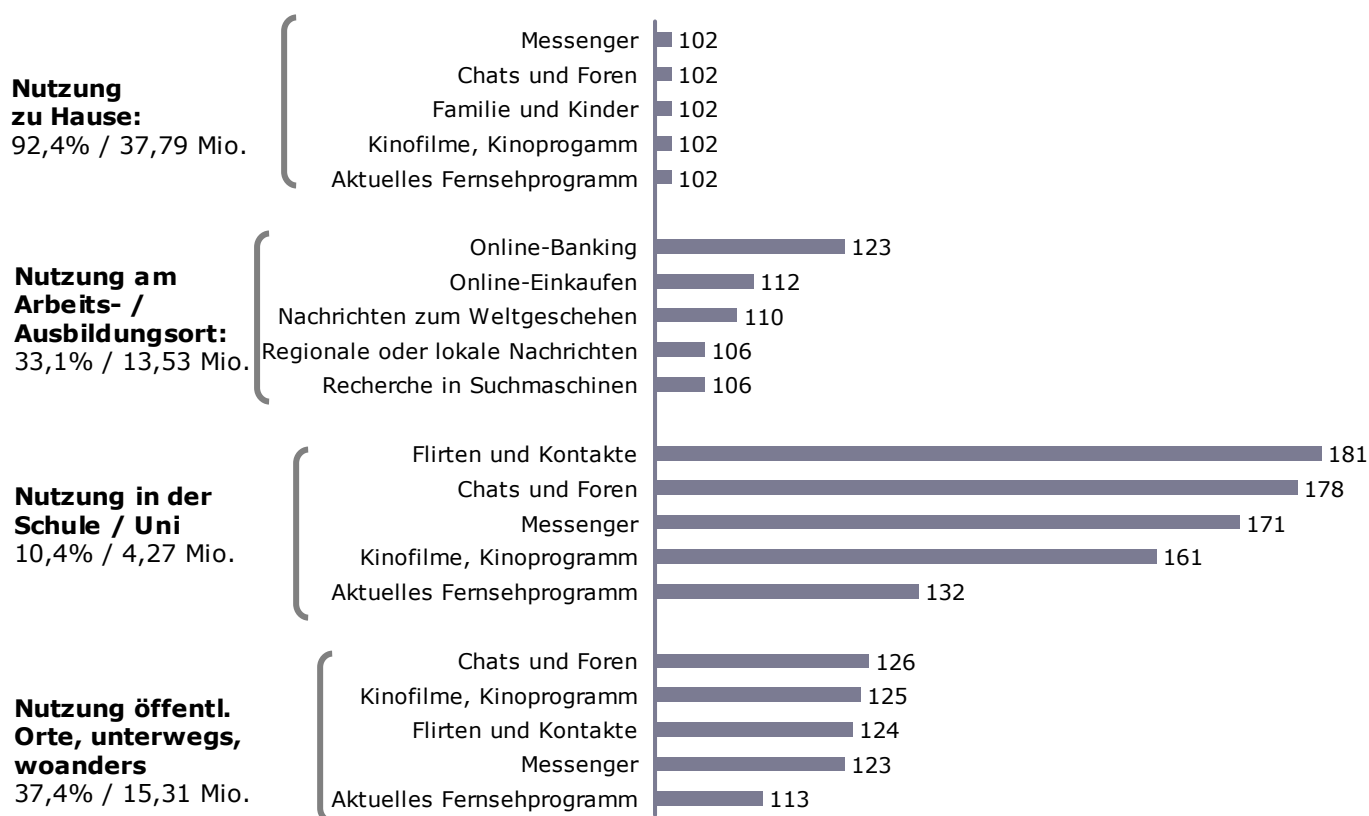 Nutzung
zu Hause:
92,4% / 37,79 Mio.
Messenger 102
Chats und Foren 102
Familie und Kinder 102
Kinofilme, Kinoprogamm 102
Aktuelles Fernsehprogramm 102
Nutzung am
Arbeits- /
Ausbildungsort:
33,1% / 13,53 Mio.
Online-Banking 123
Online-Einkaufen 112
Nachrichten zum Weltgeschehen 110
Regionale oder lokale Nachrichten 106
Recherche in Suchmaschinen 106
Nutzung in der
Schule / Uni
10,4% / 4,27 Mio.
Flirten und Kontakte 181
Chats und Foren 178
Messenger 171
Kinofilme, Kinoprogramm 161
Aktuelles Fernsehprogramm 132
Nutzung öffentl.
Orte, unterwegs,
woanders
37,4% / 15,31 Mio.
Chats und Foren 126
Kinofilme, Kinoprogramm 125
Flirten und Kontakte 124
Messenger 123
Aktuelles Fernsehprogramm 113